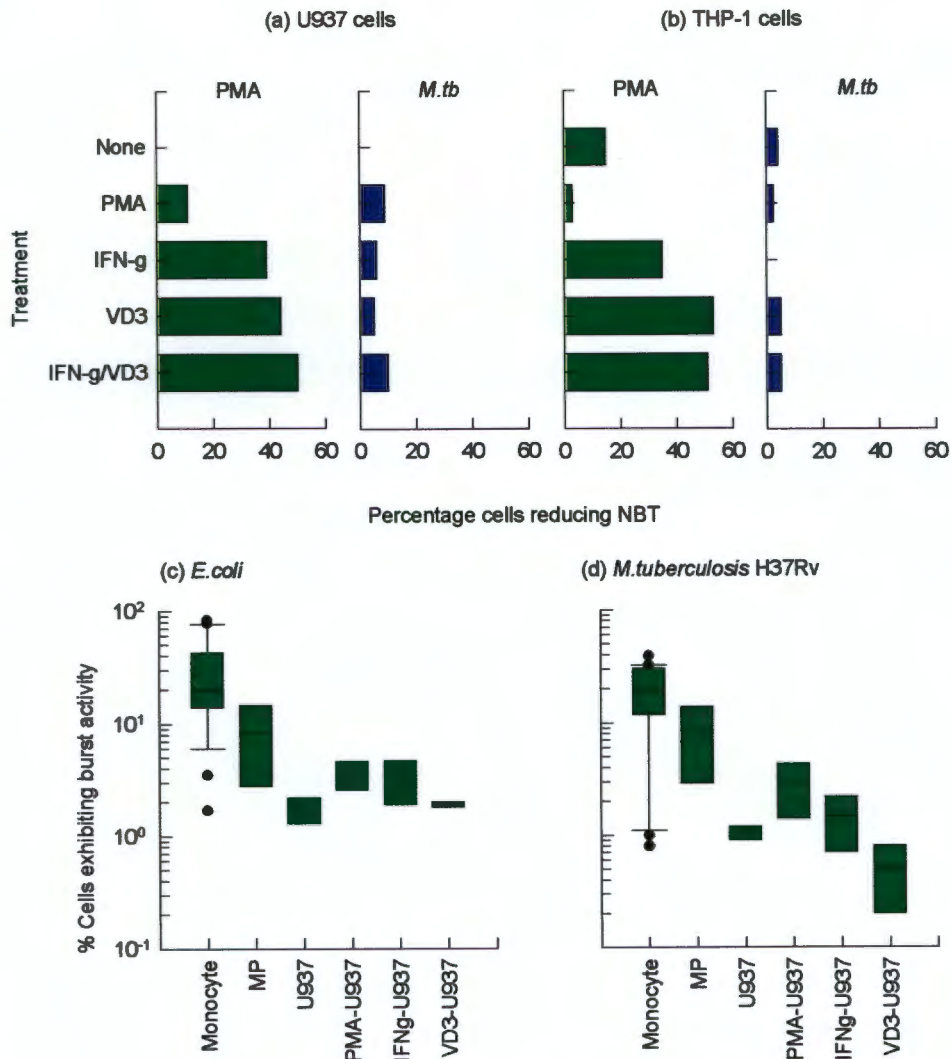 (a) U937 cells (b) THP-1 cells
PMA M.tb PMA M.tb
None
PMA
IFN-g
VD3
IFN-g/VD3
Treatment
0 20 40 60 0 20 40 60 0 20 40 60 0 20 40 60
Percentage cells reducing NBT
(c) E.coli (d) M.tuberculosis H37Rv
% Cells exhibiting burst activity
10²
10¹
10⁰
10⁻¹
Monocyte MP U937 PMA-U937 IFNg-U937 VD3-U937 Monocyte MP U937 PMA-U937 IFNg-U937 VD3-U937